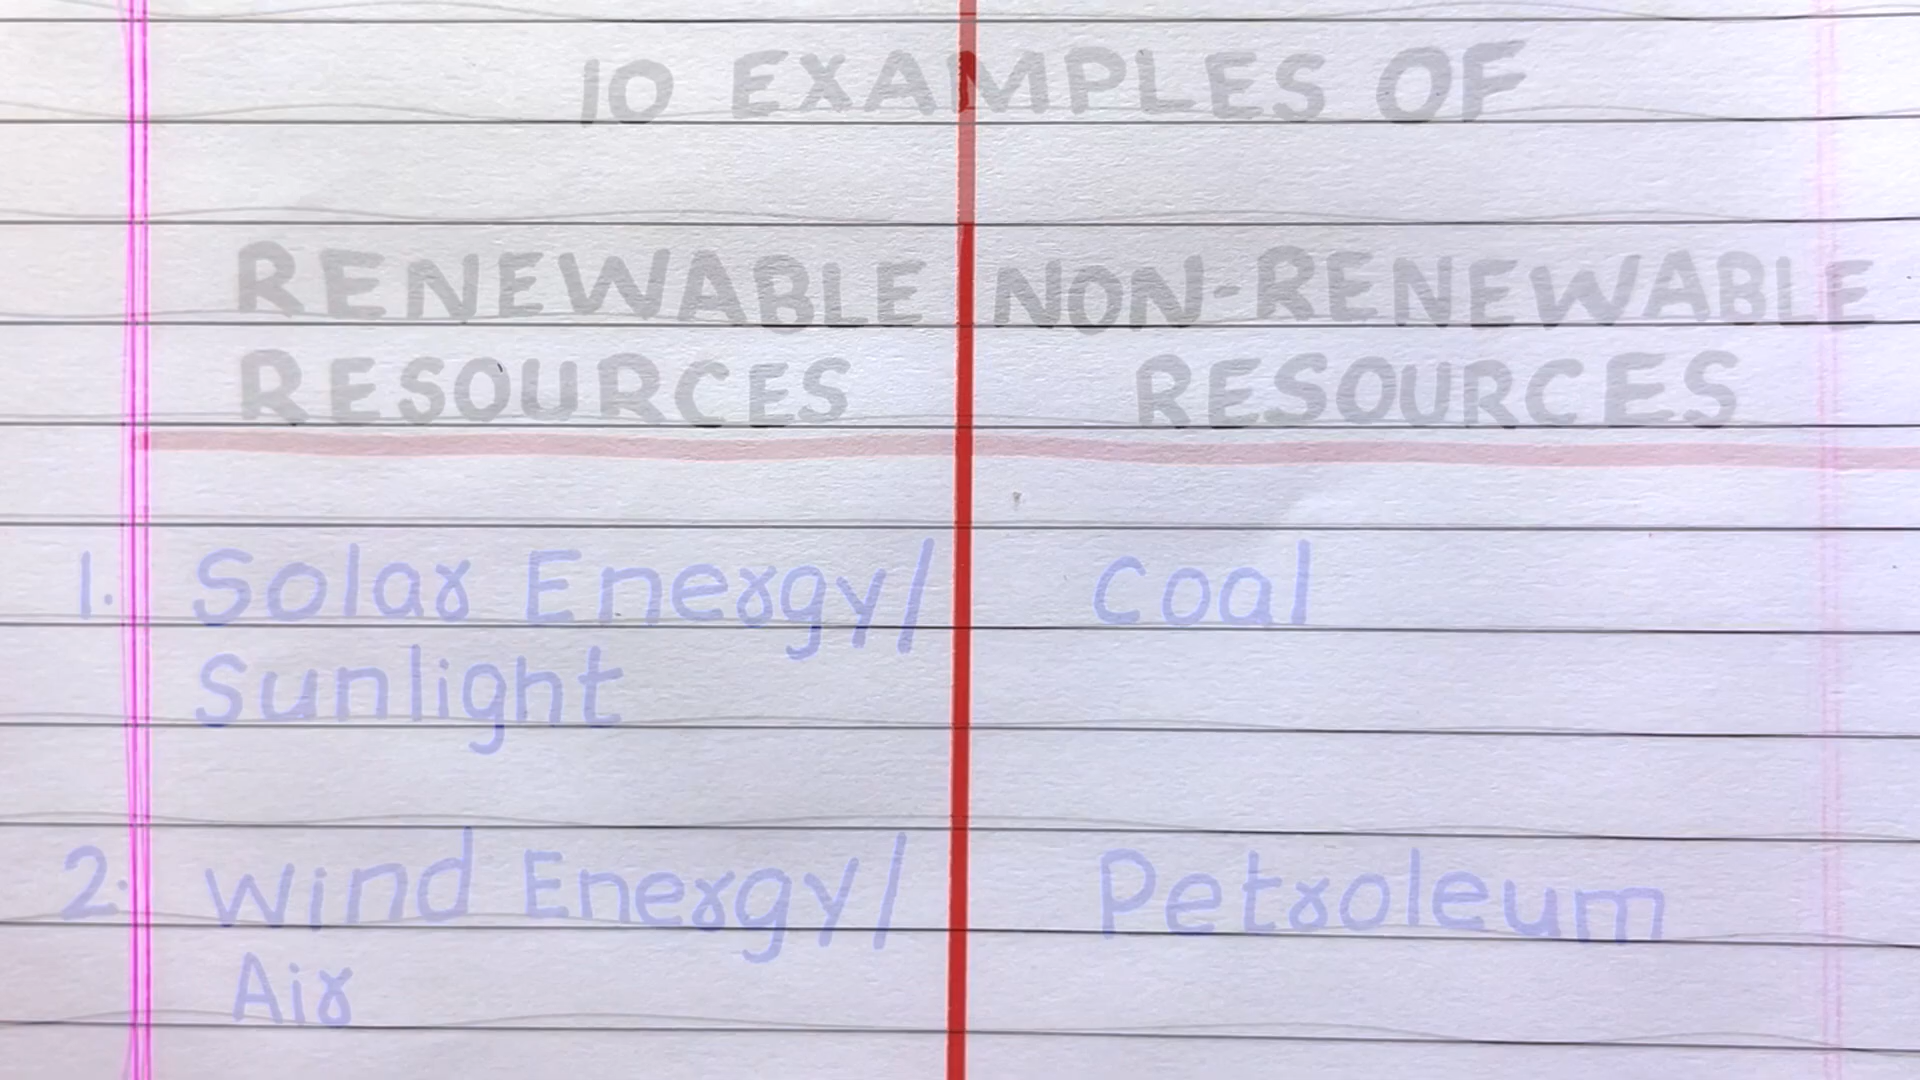 10 EXAMPLES OF
RENEWABLE RESOURCES
NON-RENEWABLE RESOURCES
1. Solar Energy/ Coal
Sunlight
2. Wind Energy/ Petroleum
Air